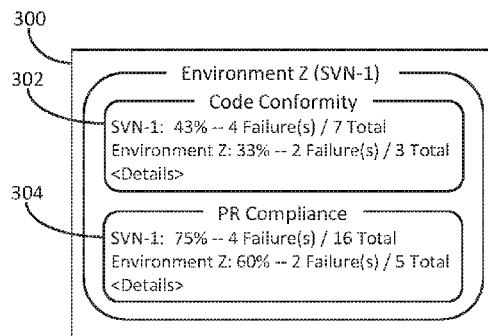 300
302
Environment Z (SVN-1)
Code Conformity
SVN-1: 43% -- 4 Failure(s) / 7 Total
Environment Z: 33% -- 2 Failure(s) / 3 Total
<Details>
304
PR Compliance
SVN-1: 75% -- 4 Failure(s) / 16 Total
Environment Z: 60% -- 2 Failure(s) / 5 Total
<Details>